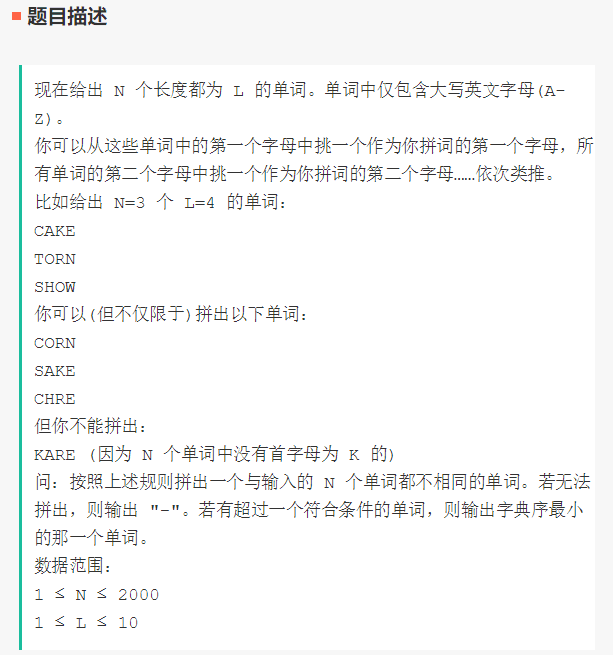 题目描述
现在给出 N 个长度都为 L 的单词。单词中仅包含大写英文字母(A-
Z)。
你可以从这些单词中的第一个字母中挑一个作为你拼词的第一个字母，所
有单词的第二个字母中挑一个作为你拼词的第二个字母……依次类推。
比如给出 N=3 个 L=4 的单词：
CAKE
TORN
SHOW
你可以(但不仅限于)拼出以下单词：
CORN
SAKE
CHRE
但你不能拼出：
KARE (因为 N 个单词中没有首字母为 K 的)
问：按照上述规则拼出一个与输入的 N 个单词都不相同的单词。若无法
拼出，则输出 "-"。若有超过一个符合条件的单词，则输出字典序最小
的那一个单词。
数据范围：
1 ≤ N ≤ 2000
1 ≤ L ≤ 10